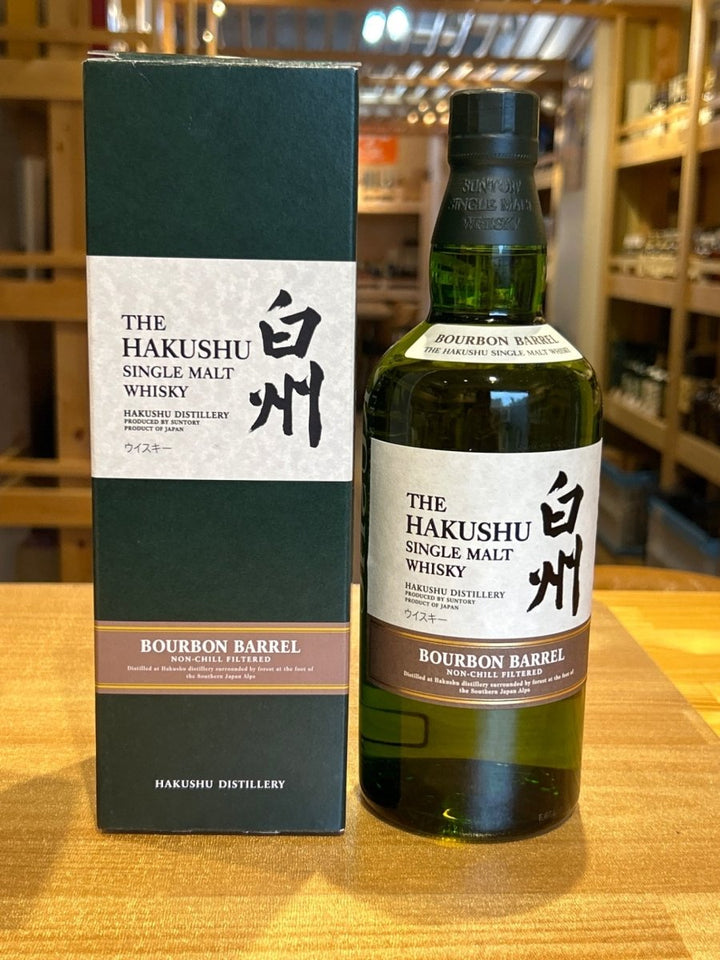 THE
HAKUSHU
SINGLE MALT
WHISKY
白州
HAKUSHU DISTILLERY
PRODUCED BY SUNTORY
PRODUCT OF JAPAN
ウイスキー
BOURBON BARREL
NON-CHILL FILTERED
Distilled at Hakushu distillery surrounded by forest at the foot of
the Southern Japan Alps
HAKUSHU DISTILLERY
SUNTORY
SINGLE MALT
WHISKY
BOURBON BARREL
THE HAKUSHU SINGLE MALT WHISKY
THE
HAKUSHU
SINGLE MALT
WHISKY
白州
HAKUSHU DISTILLERY
PRODUCED BY SUNTORY
PRODUCT OF JAPAN
ウイスキー
BOURBON BARREL
NON-CHILL FILTERED
Distilled at Hakushu distillery surrounded by forest at the foot of
the Southern Japan Alps